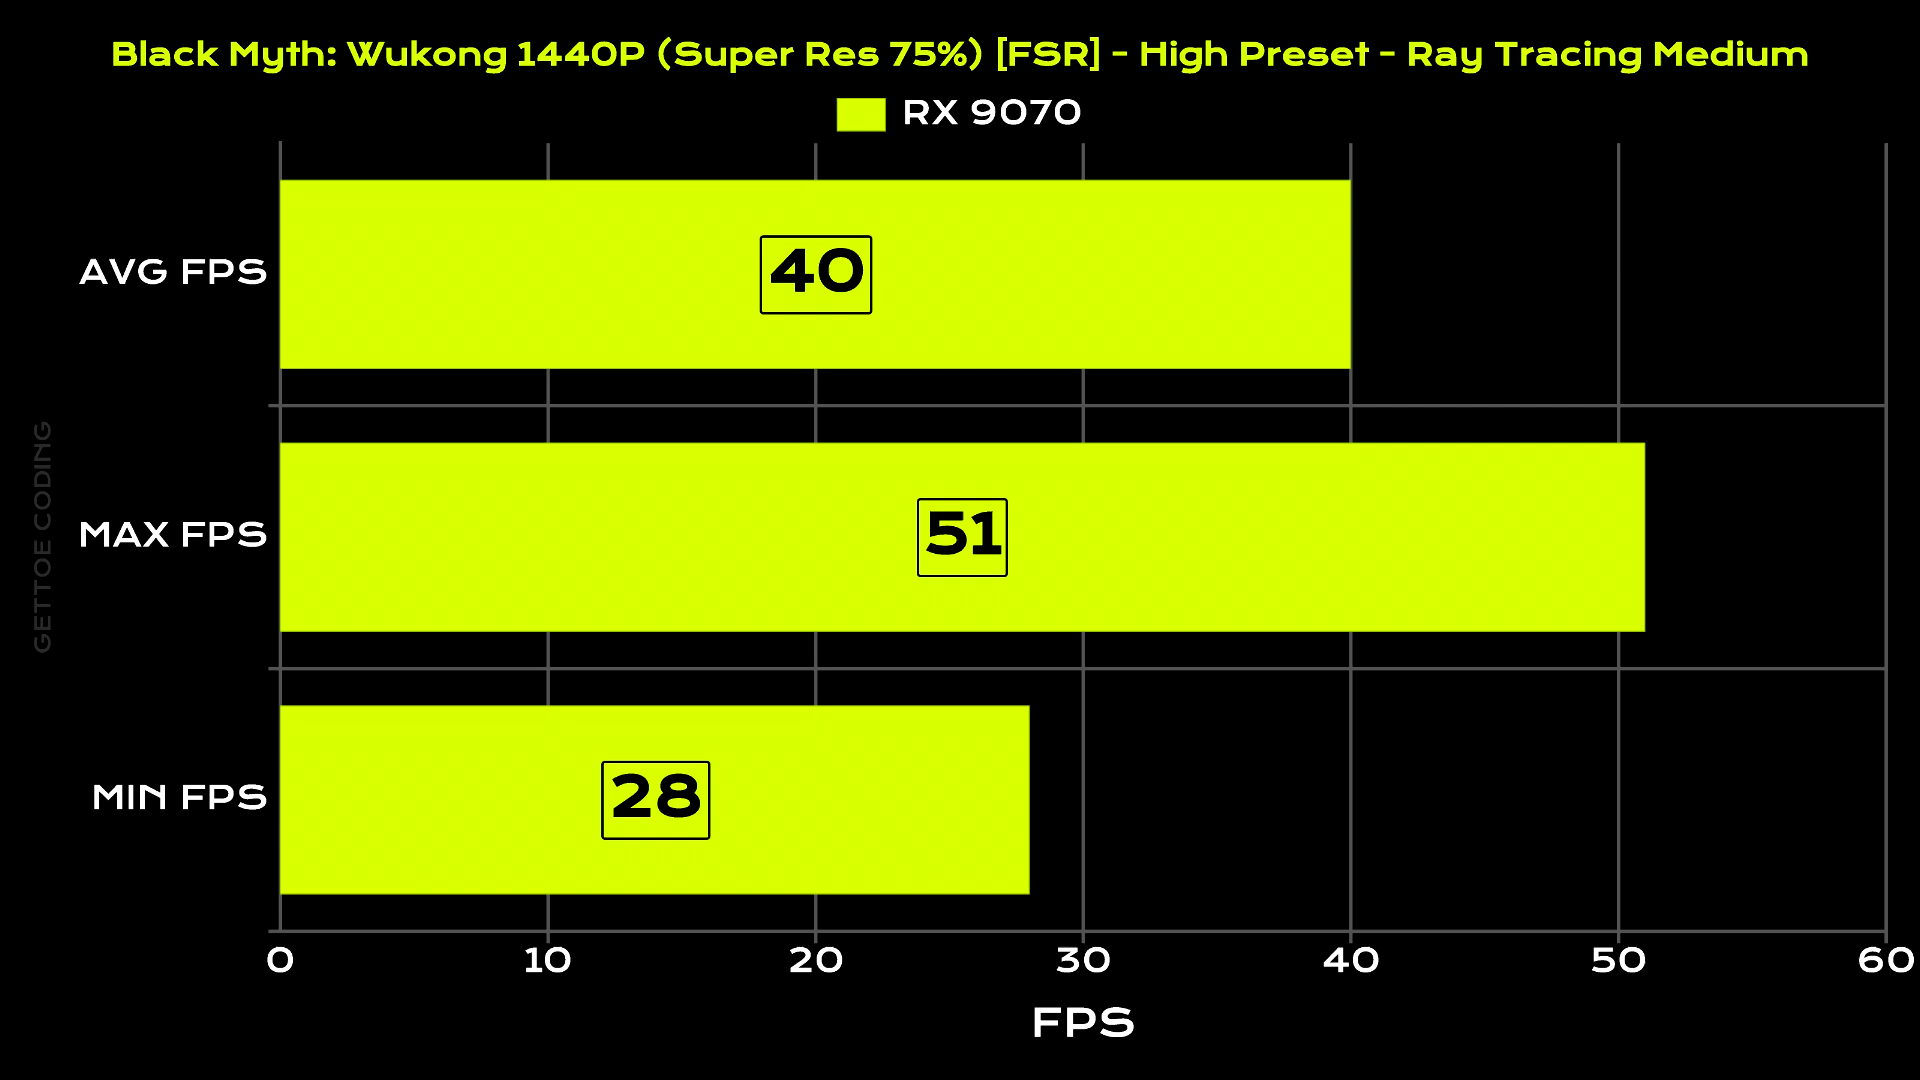 Black Myth: Wukong 1440P (Super Res 75%) [FSR] - High Preset - Ray Tracing Medium
RX 9070
AVG FPS
40
MAX FPS
51
MIN FPS
28
0 10 20 30 40 50 60
FPS
GETTOE CODING